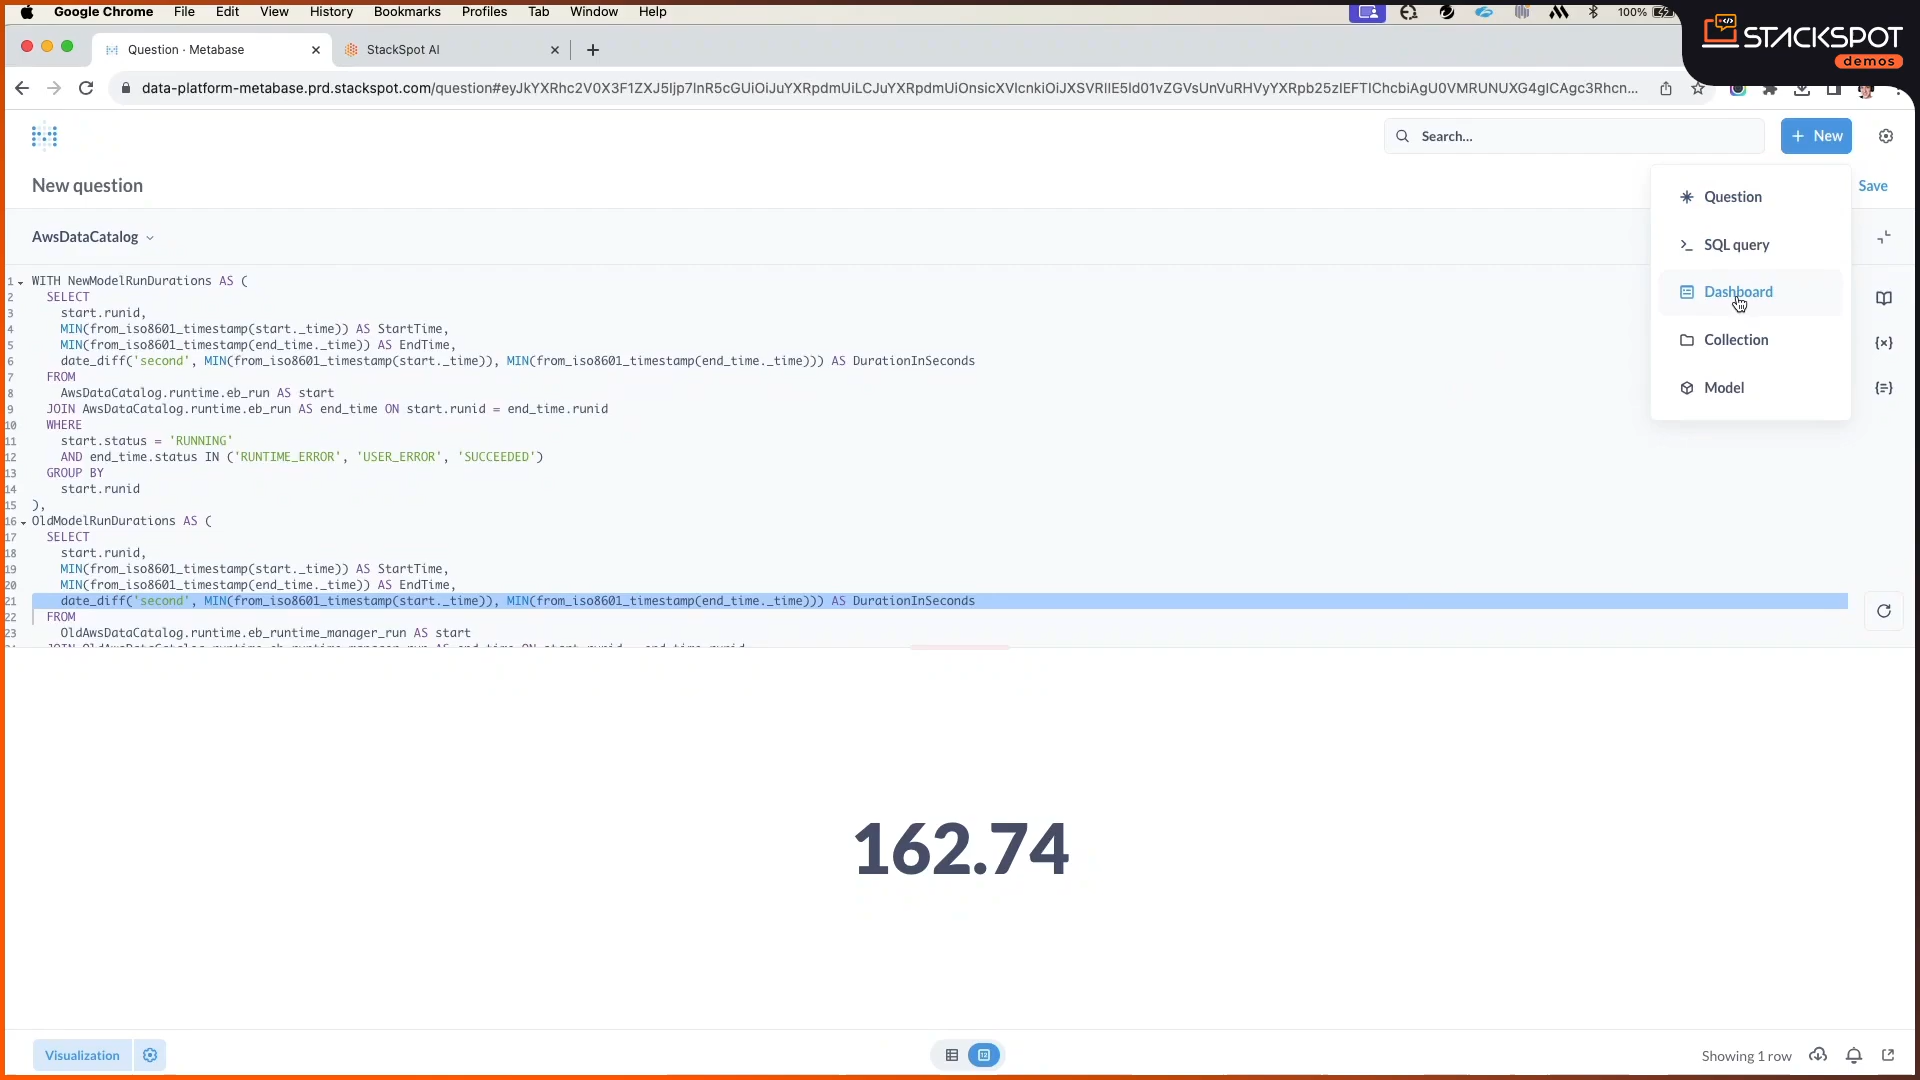 Google Chrome File Edit View History Bookmarks Profiles Tab Window Help 100%
STACKSPOT
demos
Question · Metabase
StackSpot AI
data-platform-metabase.prd.stackspot.com/question#eyJkYXRhc2V0X3F1ZXJ5Ijp7InR5cGUiOiJuYXRpdmUiLCJuYXRpdmUiOnsicXVlcnkiOiJXSVRIIE5ld01vZGVsUnVuRHVyYXRpb25zIEFTIChcbiAgU0VMRUNUXG4gICAgc3Rhcn...
Search...
+ New
New question
Save
Question
SQL query
Dashboard
Collection
Model
AwsDataCatalog
1 WITH NewModelRunDurations AS (
2 SELECT
3 start.runid,
4 MIN(from_iso8601_timestamp(start._time)) AS StartTime,
5 MIN(from_iso8601_timestamp(end_time._time)) AS EndTime,
6 date_diff('second', MIN(from_iso8601_timestamp(start._time)), MIN(from_iso8601_timestamp(end_time._time))) AS DurationInSeconds
7 FROM
8 AwsDataCatalog.runtime.eb_run AS start
9 JOIN AwsDataCatalog.runtime.eb_run AS end_time ON start.runid = end_time.runid
10 WHERE
11 start.status = 'RUNNING'
12 AND end_time.status IN ('RUNTIME_ERROR', 'USER_ERROR', 'SUCCEEDED')
13 GROUP BY
14 start.runid
15 ),
16 OldModelRunDurations AS (
17 SELECT
18 start.runid,
19 MIN(from_iso8601_timestamp(start._time)) AS StartTime,
20 MIN(from_iso8601_timestamp(end_time._time)) AS EndTime,
21 date_diff('second', MIN(from_iso8601_timestamp(start._time)), MIN(from_iso8601_timestamp(end_time._time))) AS DurationInSeconds
22 FROM
23 OldAwsDataCatalog.runtime.eb_runtime_manager_run AS start
162.74
Visualization
Showing 1 row